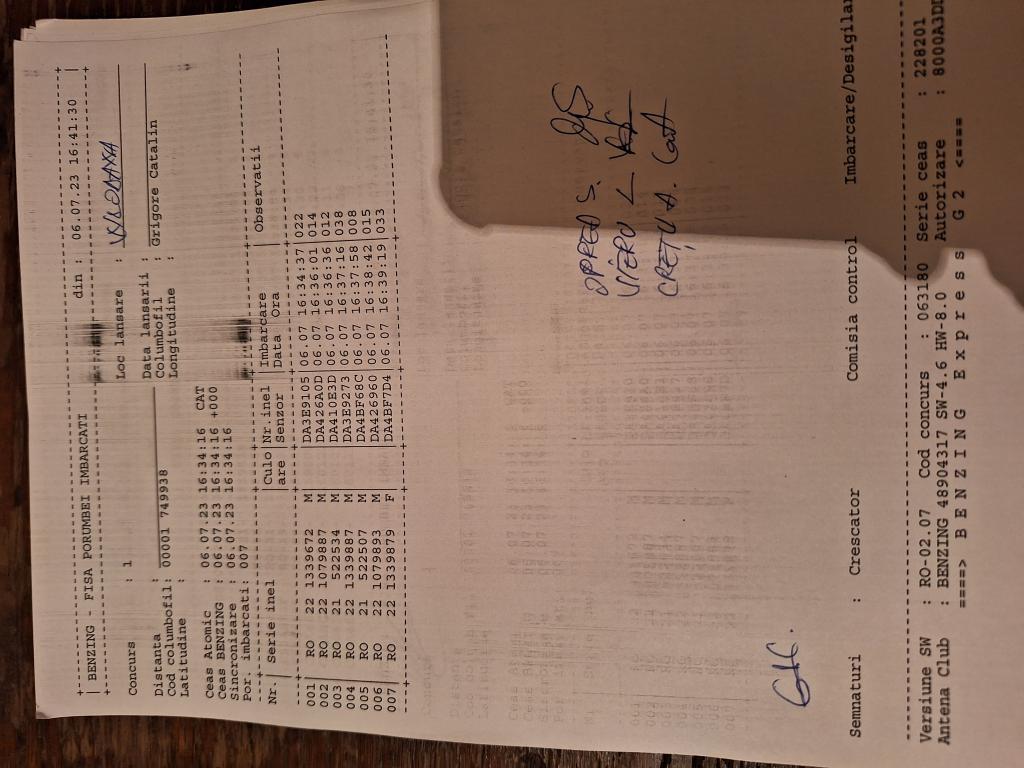 BENZING - FISA PORUMBEI IMBARCATI din : 06.07.23 16:41:30
Concurs : 1 Loc lansare :
Distanta : Data lansarii :
Cod columbofil: 00001 749938 Columbofil : Grigore Catalin
Latitudine : Longitudine :
Ceas Atomic : 06.07.23 16:34:16 CAT
Ceas BENZING : 06.07.23 16:34:16 +000
Sincronizare : 06.07.23 16:34:16
Por. imbarcati: 007
Nr. | Serie inel | Culo are | Nr.inel Senzor | Imbarcare Data Ora | Observatii
001 RO 22 1339672 M DA3E9105 06.07 16:34:37 022
002 RO 22 1079887 M DA426A0D 06.07 16:36:01 014
003 RO 21 522534 M DA410E3D 06.07 16:36:36 012
004 RO 22 1339887 M DA3E9273 06.07 16:37:16 038
005 RO 21 522507 M DA4BF68C 06.07 16:37:58 008
006 RO 22 1079893 M DA426960 06.07 16:38:42 015
007 RO 22 1339879 F DA4BF7D4 06.07 16:39:19 033
OPREA S.
VIERU L
CREȚU A.
Semnaturi : Crescator Comisia control Imbarcare/Desigilar
Versiune SW : RO-02.07 Cod concurs : 063180 Serie ceas : 228201
Antena Club : BENZING 48904317 SW-4.6 HW-8.0 Autorizare : 8000A3D
====> B E N Z I N G E x p r e s s G 2 <====